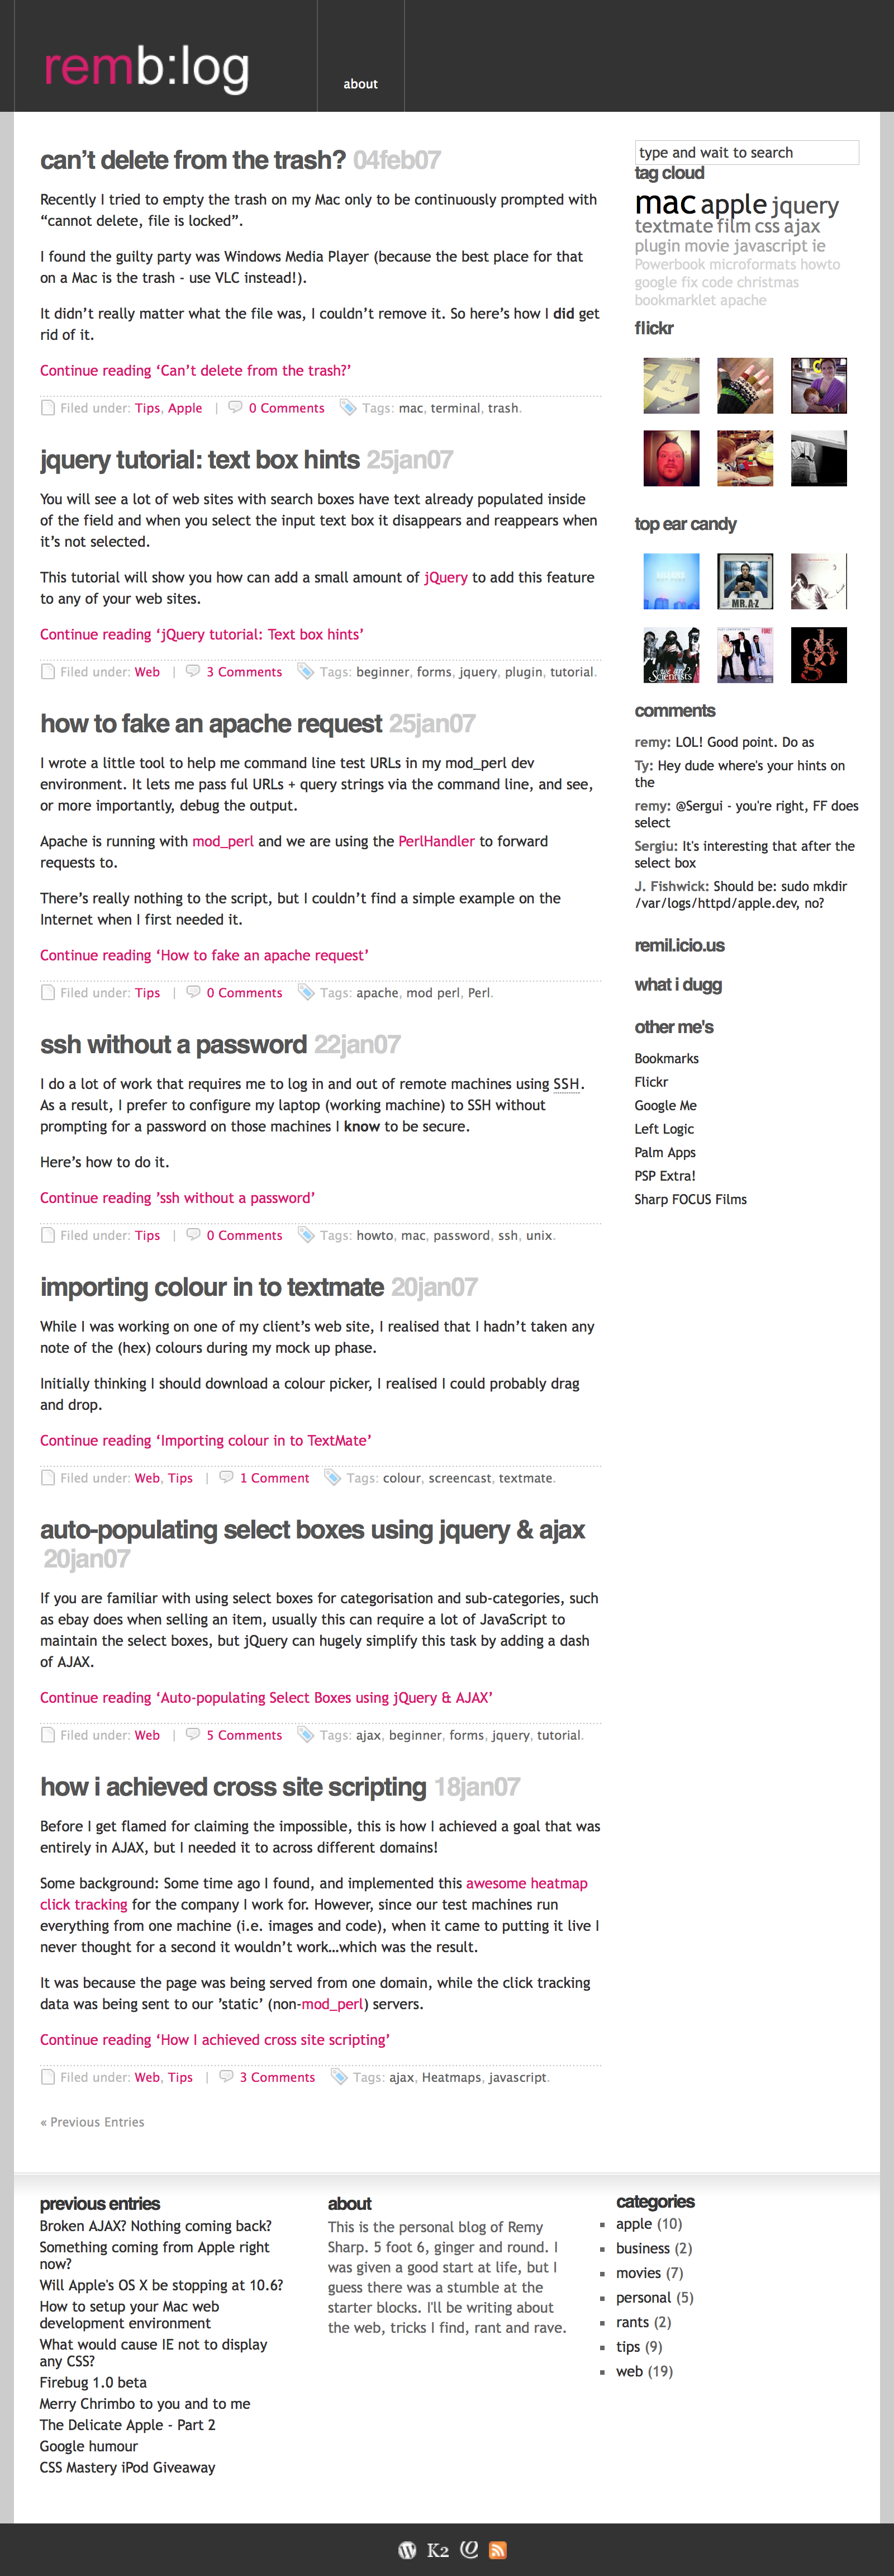 remb:log
about
can’t delete from the trash? 04feb07
Recently I tried to empty the trash on my Mac only to be continuously prompted with
“cannot delete, file is locked”.
I found the guilty party was Windows Media Player (because the best place for that
on a Mac is the trash - use VLC instead!).
It didn’t really matter what the file was, I couldn’t remove it. So here’s how I did get
rid of it.
Continue reading ‘Can’t delete from the trash?’
Filed under: Tips, Apple | 0 Comments Tags: mac, terminal, trash.
jquery tutorial: text box hints 25jan07
You will see a lot of web sites with search boxes have text already populated inside
of the field and when you select the input text box it disappears and reappears when
it’s not selected.
This tutorial will show you how can add a small amount of jQuery to add this feature
to any of your web sites.
Continue reading ‘jQuery tutorial: Text box hints’
Filed under: Web | 3 Comments Tags: beginner, forms, jquery, plugin, tutorial.
how to fake an apache request 25jan07
I wrote a little tool to help me command line test URLs in my mod_perl dev
environment. It lets me pass ful URLs + query strings via the command line, and see,
or more importantly, debug the output.
Apache is running with mod_perl and we are using the PerlHandler to forward
requests to.
There’s really nothing to the script, but I couldn’t find a simple example on the
Internet when I first needed it.
Continue reading ‘How to fake an apache request’
Filed under: Tips | 0 Comments Tags: apache, mod perl, Perl.
ssh without a password 22jan07
I do a lot of work that requires me to log in and out of remote machines using SSH.
As a result, I prefer to configure my laptop (working machine) to SSH without
prompting for a password on those machines I know to be secure.
Here’s how to do it.
Continue reading ’ssh without a password’
Filed under: Tips | 0 Comments Tags: howto, mac, password, ssh, unix.
importing colour in to textmate 20jan07
While I was working on one of my client’s web site, I realised that I hadn’t taken any
note of the (hex) colours during my mock up phase.
Initially thinking I should download a colour picker, I realised I could probably drag
and drop.
Continue reading ‘Importing colour in to TextMate’
Filed under: Web, Tips | 1 Comment Tags: colour, screencast, textmate.
auto-populating select boxes using jquery & ajax
20jan07
If you are familiar with using select boxes for categorisation and sub-categories, such
as ebay does when selling an item, usually this can require a lot of JavaScript to
maintain the select boxes, but jQuery can hugely simplify this task by adding a dash
of AJAX.
Continue reading ‘Auto-populating Select Boxes using jQuery & AJAX’
Filed under: Web | 5 Comments Tags: ajax, beginner, forms, jquery, tutorial.
how i achieved cross site scripting 18jan07
Before I get flamed for claiming the impossible, this is how I achieved a goal that was
entirely in AJAX, but I needed it to across different domains!
Some background: Some time ago I found, and implemented this awesome heatmap
click tracking for the company I work for. However, since our test machines run
everything from one machine (i.e. images and code), when it came to putting it live I
never thought for a second it wouldn’t work…which was the result.
It was because the page was being served from one domain, while the click tracking
data was being sent to our ’static’ (non-mod_perl) servers.
Continue reading ‘How I achieved cross site scripting’
Filed under: Web, Tips | 3 Comments Tags: ajax, Heatmaps, javascript.
« Previous Entries
type and wait to search
tag cloud
mac apple jquery
textmate film css ajax
plugin movie javascript ie
Powerbook microformats howto
google fix code christmas
bookmarklet apache
flickr
top ear candy
MR. A-Z
we are
Scientists
FORE!
ok
go
comments
remy: LOL! Good point. Do as
Ty: Hey dude where's your hints on
the
remy: @Sergui - you're right, FF does
select
Sergiu: It's interesting that after the
select box
J. Fishwick: Should be: sudo mkdir
/var/logs/httpd/apple.dev, no?
remil.icio.us
what i dugg
other me's
Bookmarks
Flickr
Google Me
Left Logic
Palm Apps
PSP Extra!
Sharp FOCUS Films
previous entries
Broken AJAX? Nothing coming back?
Something coming from Apple right
now?
Will Apple's OS X be stopping at 10.6?
How to setup your Mac web
development environment
What would cause IE not to display
any CSS?
Firebug 1.0 beta
Merry Chrimbo to you and to me
The Delicate Apple - Part 2
Google humour
CSS Mastery iPod Giveaway
about
This is the personal blog of Remy
Sharp. 5 foot 6, ginger and round. I
was given a good start at life, but I
guess there was a stumble at the
starter blocks. I'll be writing about
the web, tricks I find, rant and rave.
categories
apple (10)
business (2)
movies (7)
personal (5)
rants (2)
tips (9)
web (19)
K2